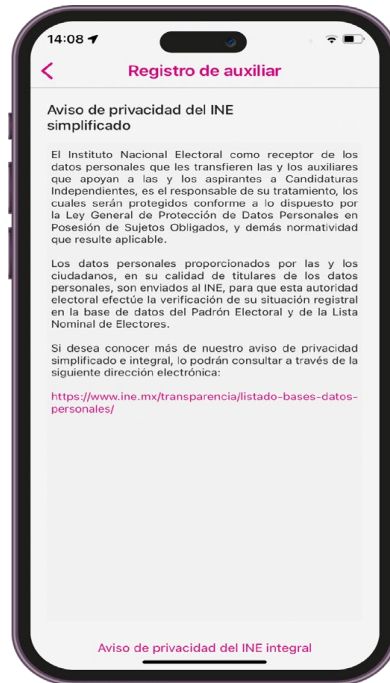 14:08
Registro de auxiliar
Aviso de privacidad del INE
simplificado
El Instituto Nacional Electoral como receptor de los
datos personales que les transfieren las y los auxiliares
que apoyan a las y los aspirantes a Candidaturas
Independientes, es el responsable de su tratamiento, los
cuales serán protegidos conforme a lo dispuesto por
la Ley General de Protección de Datos Personales en
Posesión de Sujetos Obligados, y demás normatividad
que resulte aplicable.
Los datos personales proporcionados por las y los
ciudadanos, en su calidad de titulares de los datos
personales, son enviados al INE, para que esta autoridad
electoral efectúe la verificación de su situación registral
en la base de datos del Padrón Electoral y de la Lista
Nominal de Electores.
Si desea conocer más de nuestro aviso de privacidad
simplificado e integral, lo podrán consultar a través de la
siguiente dirección electrónica:
https://www.ine.mx/transparencia/listado-bases-datos-
personales/
Aviso de privacidad del INE integral